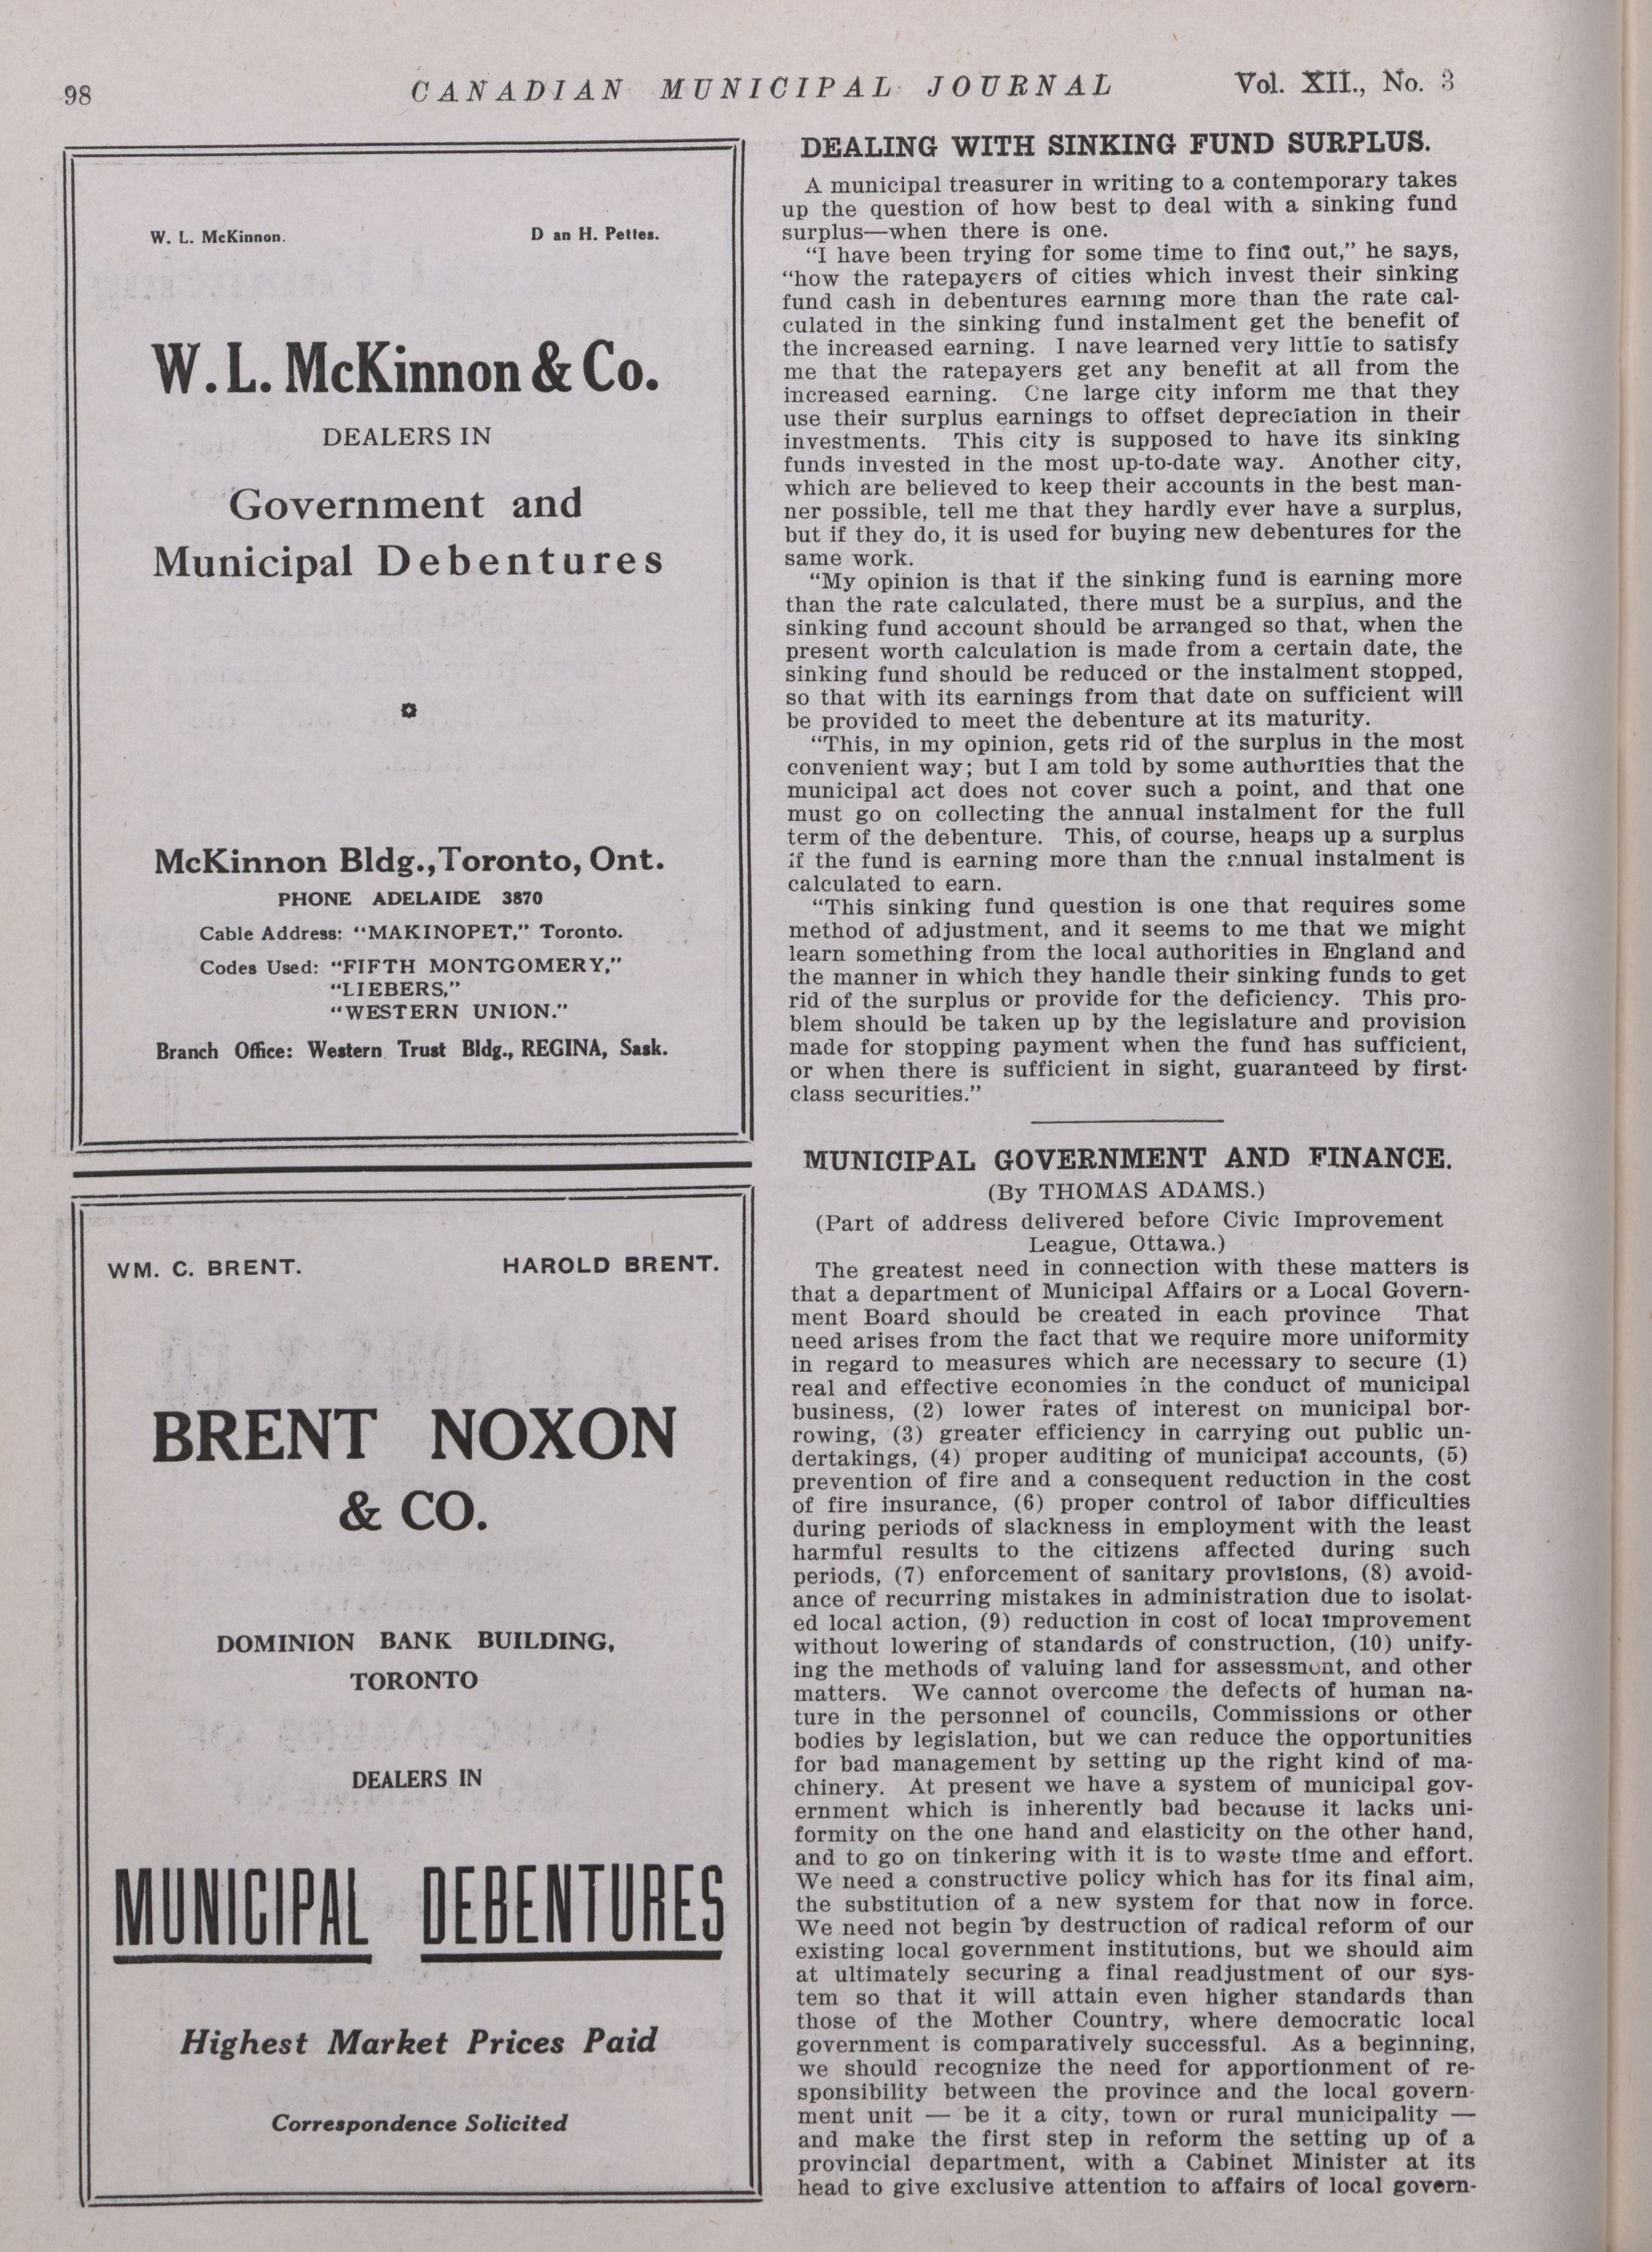 98
CANADIAN MUNICIPAL JOURNAL
Vol. XII., No. 3
W. L. McKinnon.
D an H. Pettes.
W. L. McKinnon & Co.
DEALERS IN
Government and
Municipal Debentures
McKinnon Bldg., Toronto, Ont.
PHONE ADELAIDE 3870
Cable Address: "MAKINOPET," Toronto.
Codes Used: "FIFTH MONTGOMERY,"
"LIEBERS,"
"WESTERN UNION."
Branch Office: Western Trust Bldg., REGINA, Sask.
WM. C. BRENT.
HAROLD BRENT.
BRENT NOXON
& CO.
DOMINION BANK BUILDING,
TORONTO
DEALERS IN
MUNICIPAL DEBENTURES
Highest Market Prices Paid
Correspondence Solicited
DEALING WITH SINKING FUND SURPLUS.
A municipal treasurer in writing to a contemporary takes
up the question of how best to deal with a sinking fund
surplus—when there is one.
"I have been trying for some time to find out," he says,
"how the ratepayers of cities which invest their sinking
fund cash in debentures earning more than the rate cal-
culated in the sinking fund instalment get the benefit of
the increased earning. I nave learned very littie to satisfy
me that the ratepayers get any benefit at all from the
increased earning. One large city inform me that they
use their surplus earnings to offset depreciation in their
investments. This city is supposed to have its sinking
funds invested in the most up-to-date way. Another city,
which are believed to keep their accounts in the best man-
ner possible, tell me that they hardly ever have a surplus,
but if they do, it is used for buying new debentures for the
same work.
"My opinion is that if the sinking fund is earning more
than the rate calculated, there must be a surplus, and the
sinking fund account should be arranged so that, when the
present worth calculation is made from a certain date, the
sinking fund should be reduced or the instalment stopped,
so that with its earnings from that date on sufficient will
be provided to meet the debenture at its maturity.
"This, in my opinion, gets rid of the surplus in the most
convenient way; but I am told by some authorities that the
municipal act does not cover such a point, and that one
must go on collecting the annual instalment for the full
term of the debenture. This, of course, heaps up a surplus
if the fund is earning more than the annual instalment is
calculated to earn.
"This sinking fund question is one that requires some
method of adjustment, and it seems to me that we might
learn something from the local authorities in England and
the manner in which they handle their sinking funds to get
rid of the surplus or provide for the deficiency. This pro-
blem should be taken up by the legislature and provision
made for stopping payment when the fund has sufficient,
or when there is sufficient in sight, guaranteed by first-
class securities."
MUNICIPAL GOVERNMENT AND FINANCE.
(By THOMAS ADAMS.)
(Part of address delivered before Civic Improvement
League, Ottawa.)
The greatest need in connection with these matters is
that a department of Municipal Affairs or a Local Govern-
ment Board should be created in each province That
need arises from the fact that we require more uniformity
in regard to measures which are necessary to secure (1)
real and effective economies in the conduct of municipal
business, (2) lower rates of interest on municipal bor-
rowing, (3) greater efficiency in carrying out public un-
dertakings, (4) proper auditing of municipal accounts, (5)
prevention of fire and a consequent reduction in the cost
of fire insurance, (6) proper control of labor difficulties
during periods of slackness in employment with the least
harmful results to the citizens affected during such
periods, (7) enforcement of sanitary provisions, (8) avoid-
ance of recurring mistakes in administration due to isolat-
ed local action, (9) reduction in cost of local improvement
without lowering of standards of construction, (10) unify-
ing the methods of valuing land for assessment, and other
matters. We cannot overcome the defects of human na-
ture in the personnel of councils, Commissions or other
bodies by legislation, but we can reduce the opportunities
for bad management by setting up the right kind of ma-
chinery. At present we have a system of municipal gov-
ernment which is inherently bad because it lacks uni-
formity on the one hand and elasticity on the other hand,
and to go on tinkering with it is to waste time and effort.
We need a constructive policy which has for its final aim,
the substitution of a new system for that now in force.
We need not begin by destruction of radical reform of our
existing local government institutions, but we should aim
at ultimately securing a final readjustment of our sys-
tem so that it will attain even higher standards than
those of the Mother Country, where democratic local
government is comparatively successful. As a beginning,
we should recognize the need for apportionment of re-
sponsibility between the province and the local govern-
ment unit — be it a city, town or rural municipality —
and make the first step in reform the setting up of a
provincial department, with a Cabinet Minister at its
head to give exclusive attention to affairs of local govern-